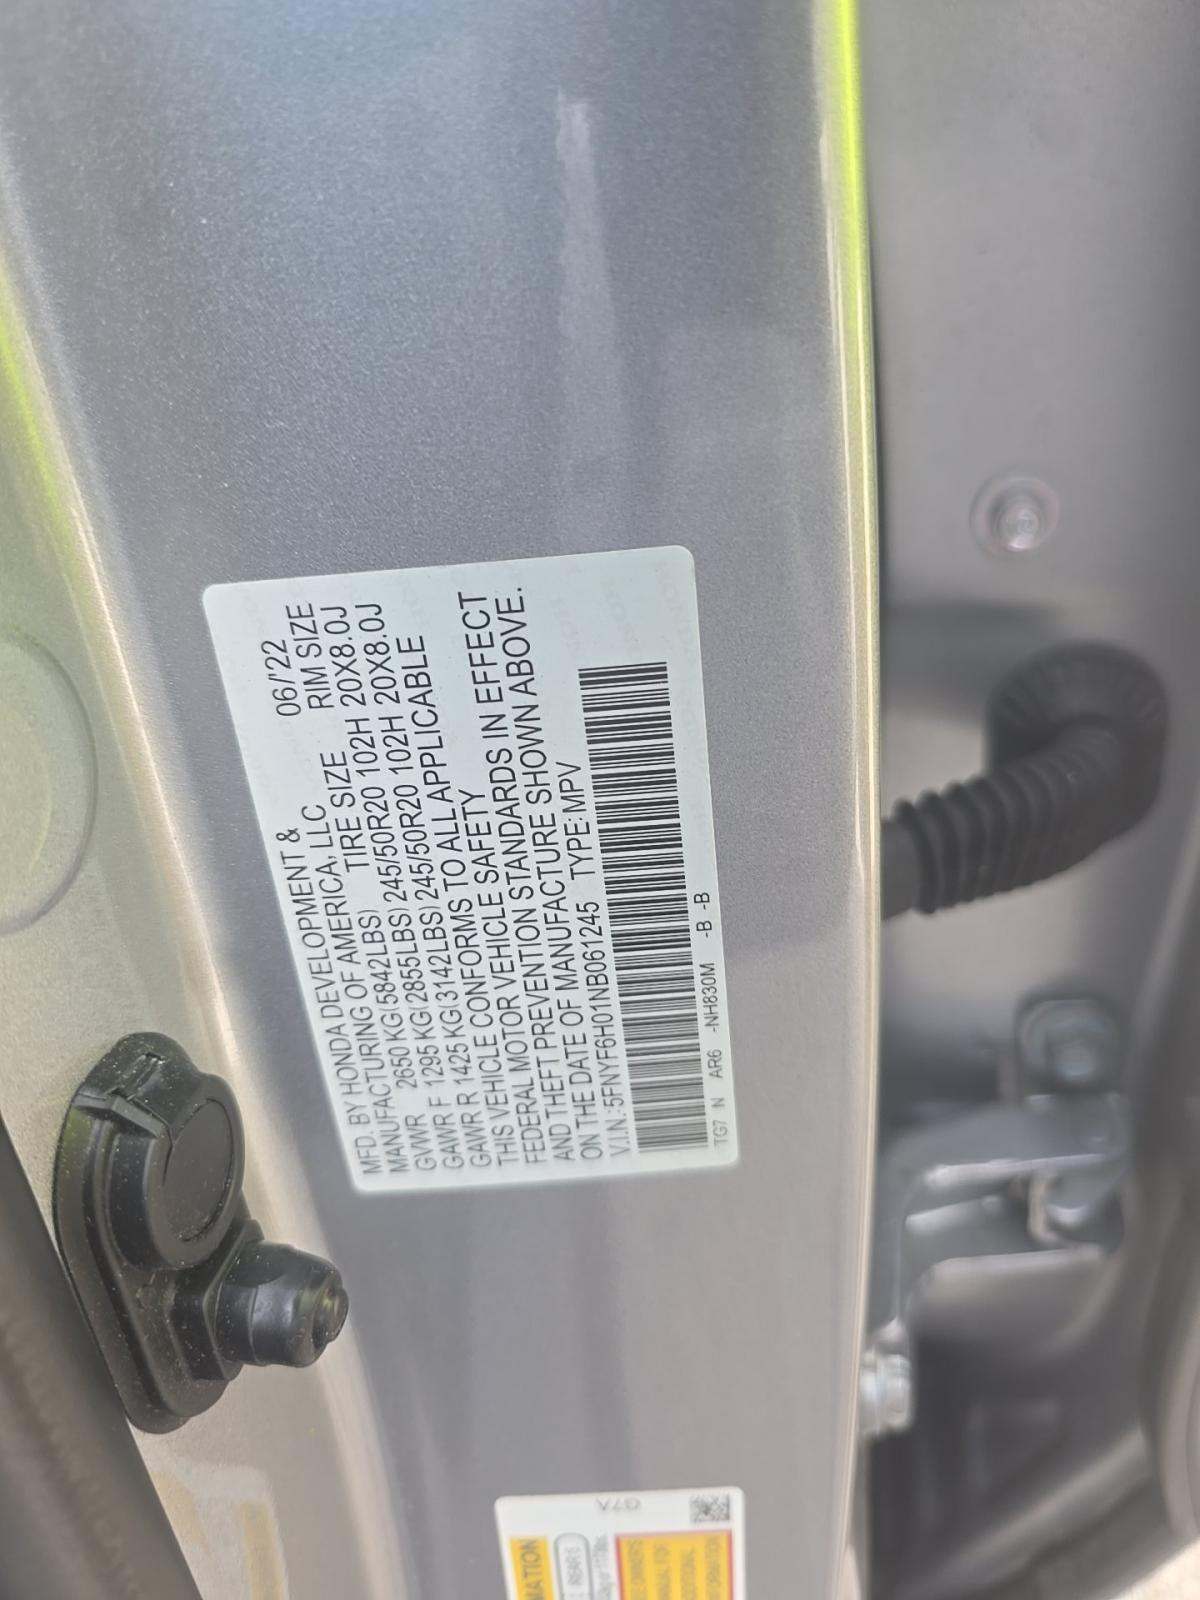 MFD. BY HONDA DEVELOPMENT & 06/'22
MANUFACTURING OF AMERICA, LLC RIM SIZE
GVWR 2650 KG(5842LBS) TIRE SIZE 20X8.0J
GAWR F 1295 KG(2855LBS) 245/50R20 102H 20X8.0J
GAWR R 1425 KG(3142LBS) 245/50R20 102H
THIS VEHICLE CONFORMS TO ALL APPLICABLE
FEDERAL MOTOR VEHICLE SAFETY
AND THEFT PREVENTION STANDARDS IN EFFECT
ON THE DATE OF MANUFACTURE SHOWN ABOVE.
V.I.N.:5FNYF6H01NB061245 TYPE:MPV
TG7 N AR6 -NH830M -B -B
G7X
REAR